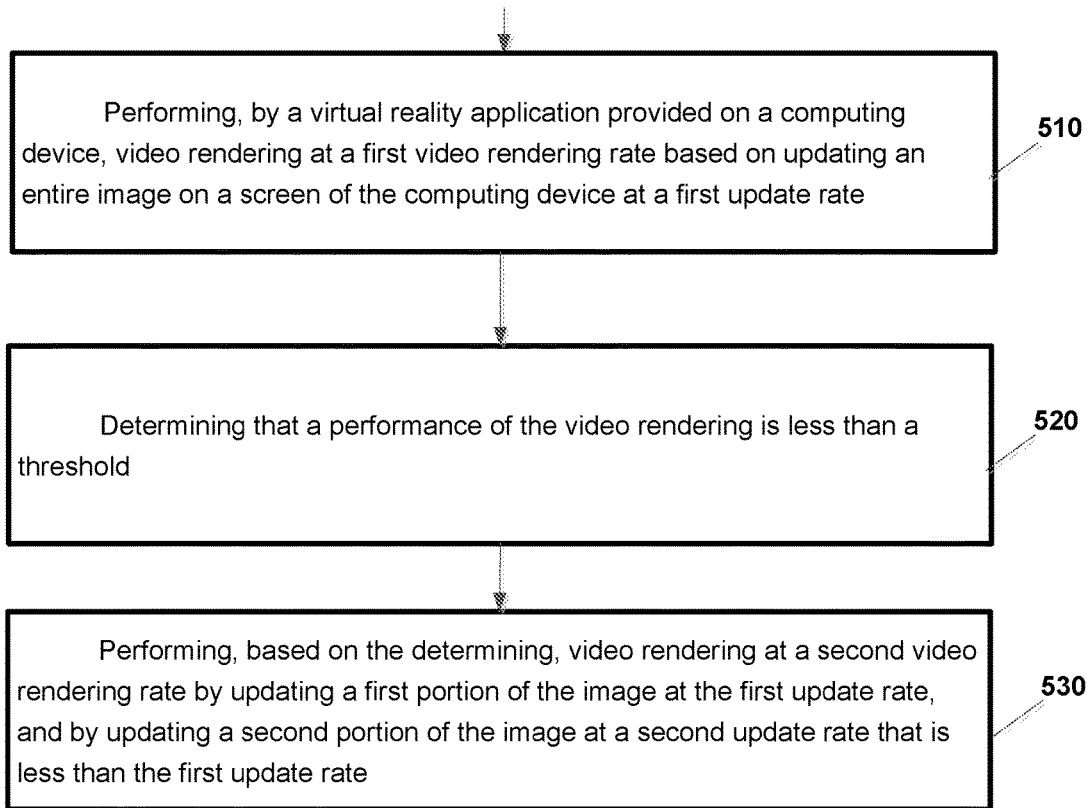 Performing, by a virtual reality application provided on a computing
device, video rendering at a first video rendering rate based on updating an
entire image on a screen of the computing device at a first update rate
510
Determining that a performance of the video rendering is less than a
threshold
520
Performing, based on the determining, video rendering at a second video
rendering rate by updating a first portion of the image at the first update rate,
and by updating a second portion of the image at a second update rate that is
less than the first update rate
530